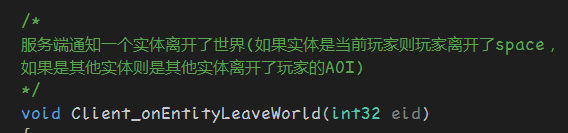 /*
服务端通知一个实体离开了世界(如果实体是当前玩家则玩家离开了space，
如果是其他实体则是其他实体离开了玩家的AOI)
*/
void Client_onEntityLeaveWorld(int32 eid)
{